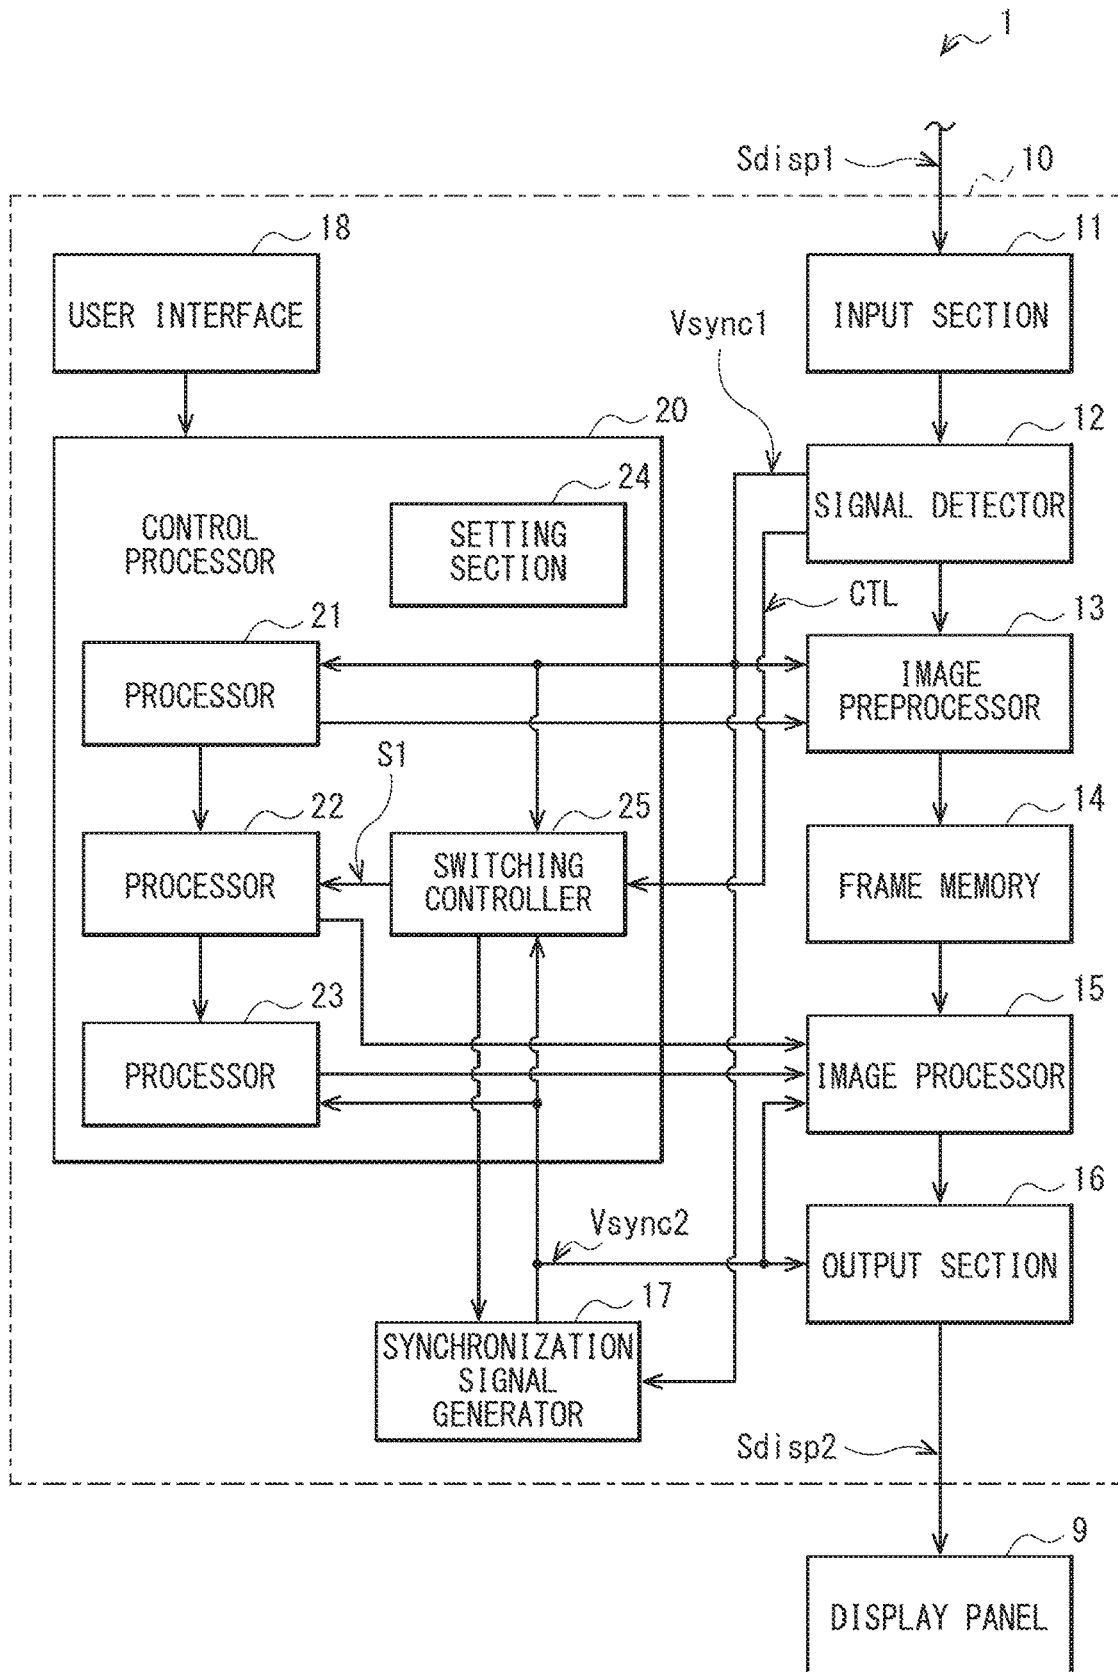 1
Sdisp1
10
18
11
USER INTERFACE
INPUT SECTION
Vsync1
20
12
24
CONTROL
PROCESSOR
SETTING
SECTION
SIGNAL DETECTOR
CTL
21
13
PROCESSOR
IMAGE
PREPROCESSOR
S1
22
25
14
PROCESSOR
SWITCHING
CONTROLLER
FRAME MEMORY
23
15
PROCESSOR
IMAGE PROCESSOR
16
Vsync2
OUTPUT SECTION
17
SYNCHRONIZATION
SIGNAL
GENERATOR
Sdisp2
9
DISPLAY PANEL